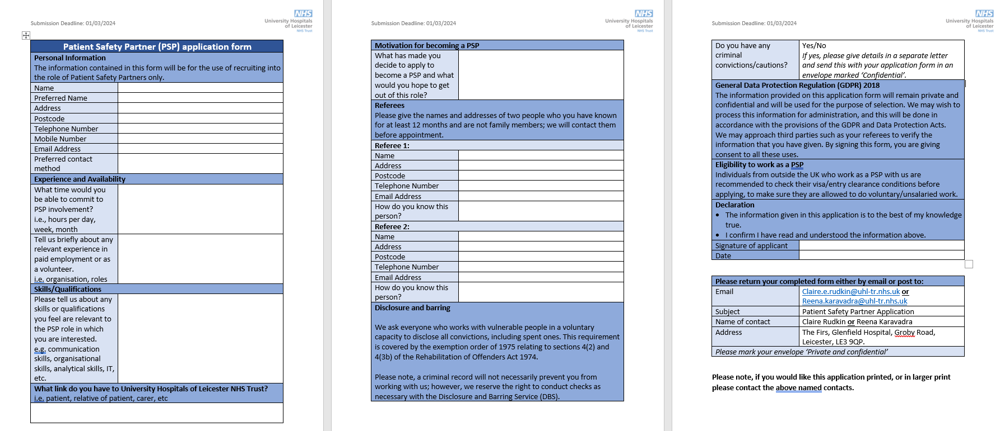 Submission Deadline: 01/03/2024
NHS
University Hospitals
of Leicester
NHS Trust
Patient Safety Partner (PSP) application form
Personal Information
The information contained in this form will be for the use of recruiting into
the role of Patient Safety Partners only.
Name
Preferred Name
Address
Postcode
Telephone Number
Mobile Number
Email Address
Preferred contact
method
Experience and Availability
What time would you
be able to commit to
PSP involvement?
i.e., hours per day,
week, month
Tell us briefly about any
relevant experience in
paid employment or as
a volunteer.
i.e. organisation, roles
Skills/Qualifications
Please tell us about any
skills or qualifications
you feel are relevant to
the PSP role in which
you are interested.
e.g. communication
skills, organisational
skills, analytical skills, IT,
etc.
What link do you have to University Hospitals of Leicester NHS Trust?
i.e. patient, relative of patient, carer, etc
Submission Deadline: 01/03/2024
NHS
University Hospitals
of Leicester
NHS Trust
Motivation for becoming a PSP
What has made you
decide to apply to
become a PSP and what
would you hope to get
out of this role?
Referees
Please give the names and addresses of two people who you have known
for at least 12 months and are not family members; we will contact them
before appointment.
Referee 1:
Name
Address
Postcode
Telephone Number
Email Address
How do you know this
person?
Referee 2:
Name
Address
Postcode
Telephone Number
Email Address
How do you know this
person?
Disclosure and barring
We ask everyone who works with vulnerable people in a voluntary
capacity to disclose all convictions, including spent ones. This requirement
is covered by the exemption order of 1975 relating to sections 4(2) and
4(3b) of the Rehabilitation of Offenders Act 1974.
Please note, a criminal record will not necessarily prevent you from
working with us; however, we reserve the right to conduct checks as
necessary with the Disclosure and Barring Service (DBS).
Submission Deadline: 01/03/2024
NHS
University Hospitals
of Leicester
NHS Trust
Do you have any
criminal
convictions/cautions?
Yes/No
If yes, please give details in a separate letter
and send this with your application form in an
envelope marked ‘Confidential’.
General Data Protection Regulation (GDPR) 2018
The information provided on this application form will remain private and
confidential and will be used for the purpose of selection. We may wish to
process this information for administration, and this will be done in
accordance with the provisions of the GDPR and Data Protection Acts.
We may approach third parties such as your referees to verify the
information that you have given. By signing this form, you are giving
consent to all these uses.
Eligibility to work as a PSP
Individuals from outside the UK who work as a PSP with us are
recommended to check their visa/entry clearance conditions before
applying, to make sure they are allowed to do voluntary/unsalaried work.
Declaration
• The information given in this application is to the best of my knowledge
true.
• I confirm I have read and understood the information above.
Signature of applicant
Date
Please return your completed form either by email or post to:
Email
Claire.e.rudkin@uhl-tr.nhs.uk or
Reena.karavadra@uhl-tr.nhs.uk
Subject
Patient Safety Partner Application
Name of contact
Claire Rudkin or Reena Karavadra
Address
The Firs, Glenfield Hospital, Groby Road,
Leicester, LE3 9QP.
Please mark your envelope ‘Private and confidential’
Please note, if you would like this application printed, or in larger print
please contact the above named contacts.